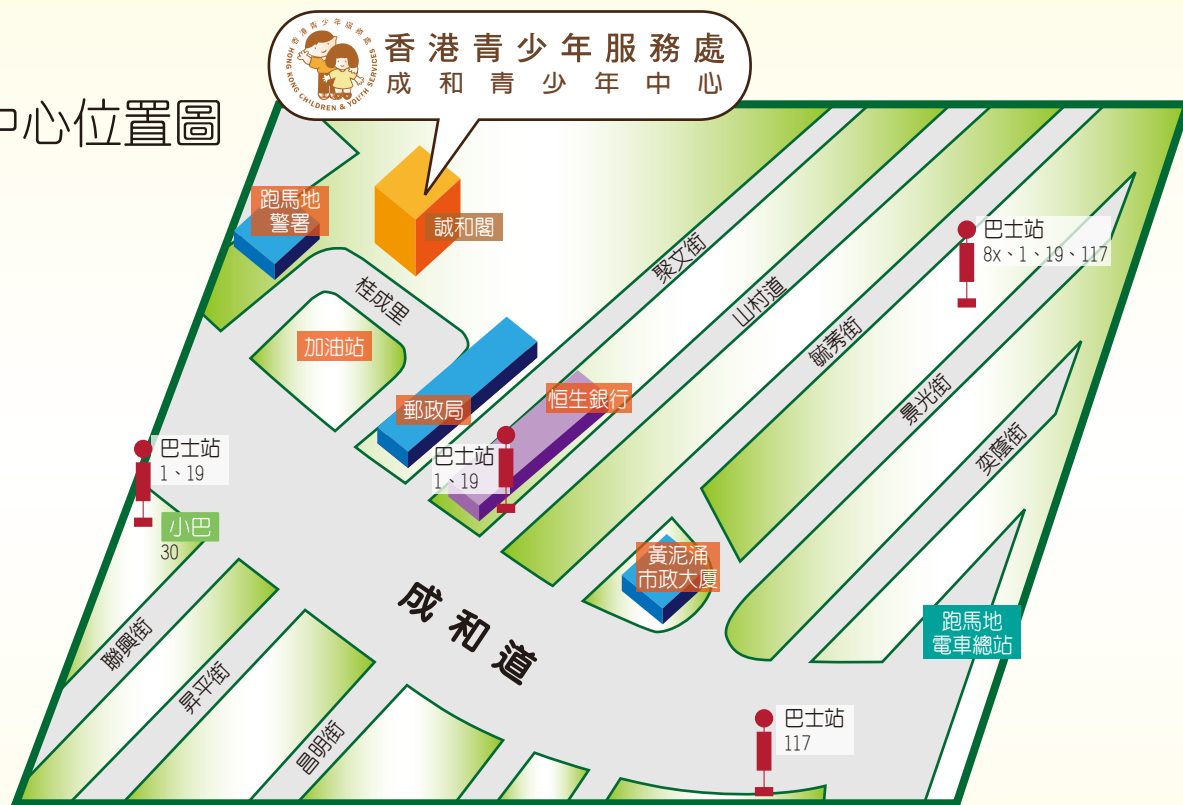 香港青少年服務處
HONG KONG CHILDREN & YOUTH SERVICES
香港青少年服務處
成和青少年中心
中心位置圖
跑馬地
警署
誠和閣
桂成里
加油站
郵政局
恒生銀行
聚文街
山村道
毓秀街
景光街
奕蔭街
巴士站
8x、1、19、117
巴士站
1、19
巴士站
1、19
小巴
30
黃泥涌
市政大廈
成和道
跑馬地
電車總站
聯興街
昇平街
昌明街
巴士站
117